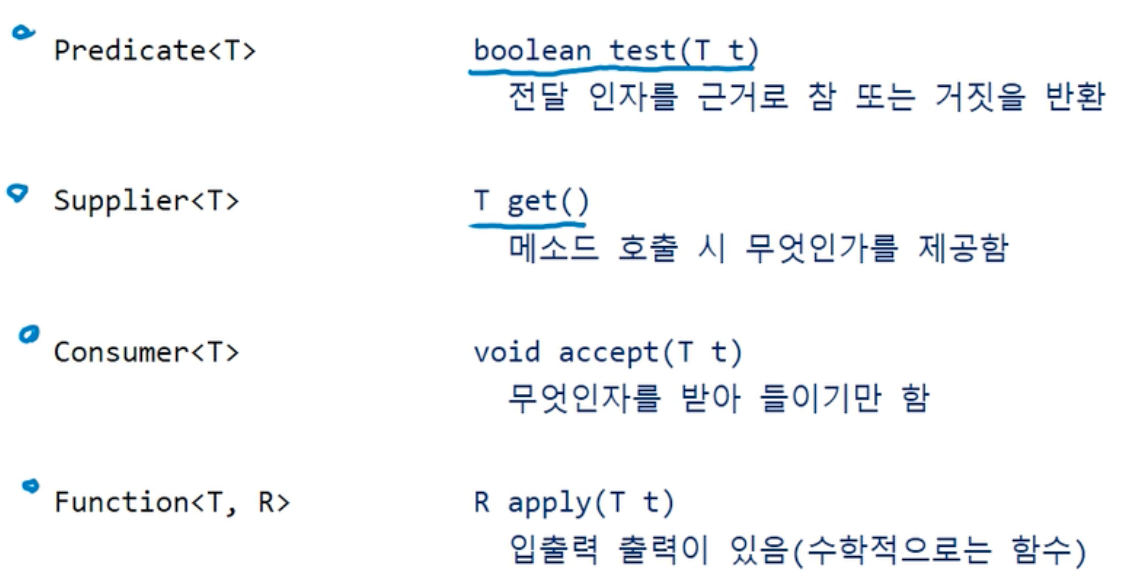 Predicate<T> boolean test(T t)
전달 인자를 근거로 참 또는 거짓을 반환
Supplier<T> T get()
메소드 호출 시 무엇인가를 제공함
Consumer<T> void accept(T t)
무엇인자를 받아 들이기만 함
Function<T, R> R apply(T t)
입출력 출력이 있음(수학적으로는 함수)